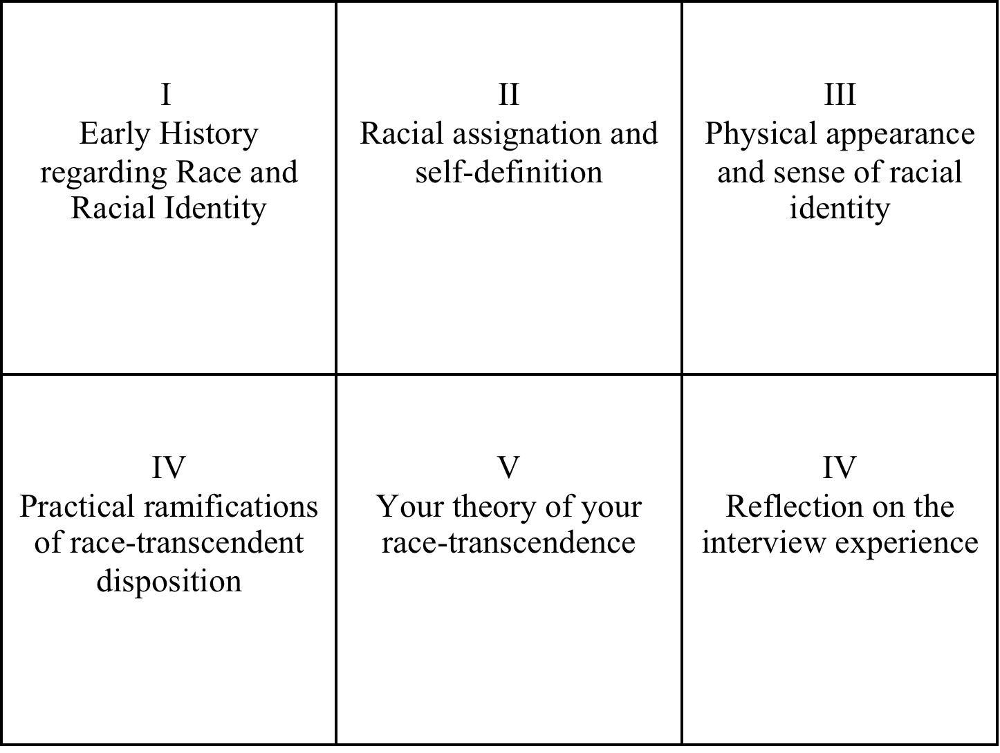 I
Early History
regarding Race and
Racial Identity
II
Racial assignation and
self-definition
III
Physical appearance
and sense of racial
identity
IV
Practical ramifications
of race-transcendent
disposition
V
Your theory of your
race-transcendence
IV
Reflection on the
interview experience